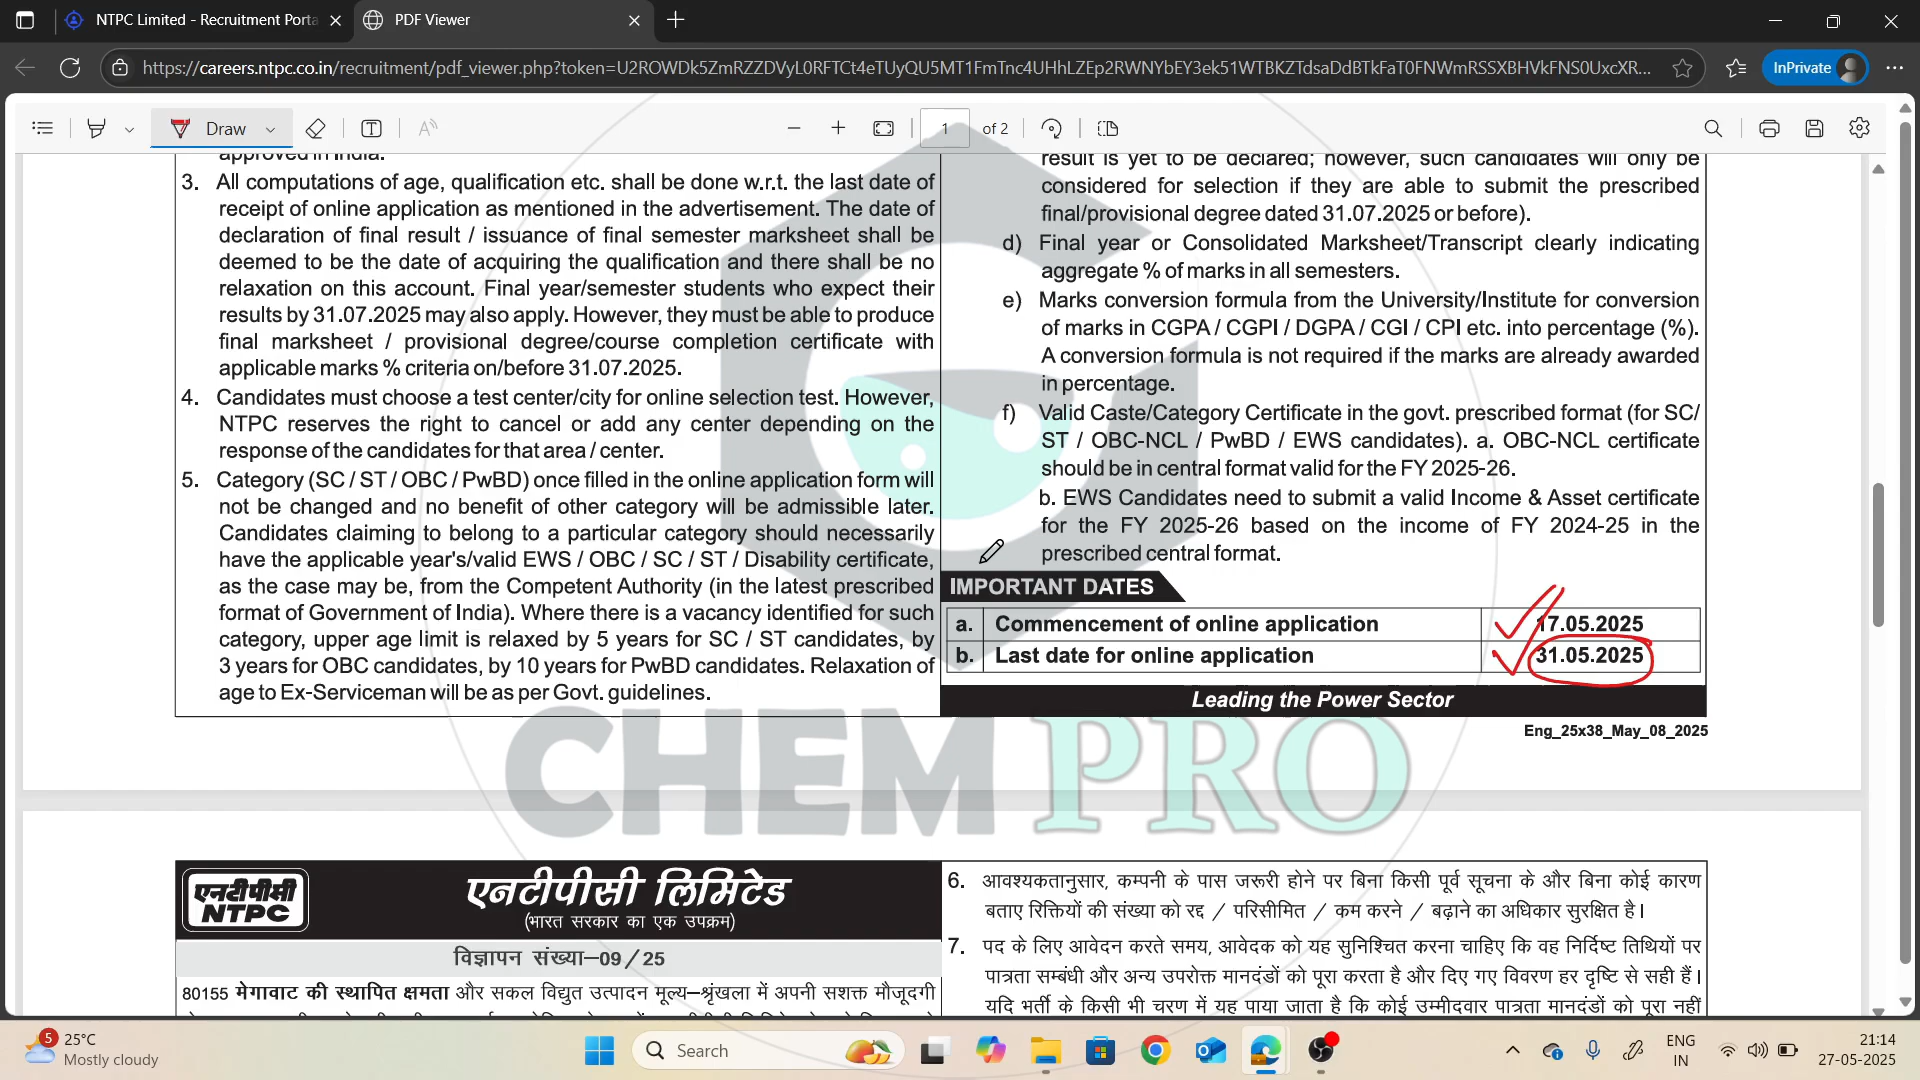 NTPC Limited - Recruitment Porta
PDF Viewer
https://careers.ntpc.co.in/recruitment/pdf_viewer.php?token=U2ROWDk5ZmRZZDVyL0RFTCt4eTUyQU5MT1FmTnc4UHhLZEp2RWNYbEY3ek51WTBKZTdsaDdBTkFaT0FNWmRSSXBHVkFNS0UxcXR...
InPrivate
Draw
1 of 2
approved in India.
3. All computations of age, qualification etc. shall be done w.r.t. the last date of
receipt of online application as mentioned in the advertisement. The date of
declaration of final result / issuance of final semester marksheet shall be
deemed to be the date of acquiring the qualification and there shall be no
relaxation on this account. Final year/semester students who expect their
results by 31.07.2025 may also apply. However, they must be able to produce
final marksheet / provisional degree/course completion certificate with
applicable marks % criteria on/before 31.07.2025.
4. Candidates must choose a test center/city for online selection test. However,
NTPC reserves the right to cancel or add any center depending on the
response of the candidates for that area / center.
5. Category (SC / ST / OBC / PwBD) once filled in the online application form will
not be changed and no benefit of other category will be admissible later.
Candidates claiming to belong to a particular category should necessarily
have the applicable year's/valid EWS / OBC / SC / ST / Disability certificate,
as the case may be, from the Competent Authority (in the latest prescribed
format of Government of India). Where there is a vacancy identified for such
category, upper age limit is relaxed by 5 years for SC / ST candidates, by
3 years for OBC candidates, by 10 years for PwBD candidates. Relaxation of
age to Ex-Serviceman will be as per Govt. guidelines.
result is yet to be declared; however, such candidates will only be
considered for selection if they are able to submit the prescribed
final/provisional degree dated 31.07.2025 or before).
d) Final year or Consolidated Marksheet/Transcript clearly indicating
aggregate % of marks in all semesters.
e) Marks conversion formula from the University/Institute for conversion
of marks in CGPA / CGPI / DGPA / CGI / CPI etc. into percentage (%).
A conversion formula is not required if the marks are already awarded
in percentage.
f) Valid Caste/Category Certificate in the govt. prescribed format (for SC/
ST / OBC-NCL / PwBD / EWS candidates). a. OBC-NCL certificate
should be in central format valid for the FY 2025-26.
b. EWS Candidates need to submit a valid Income & Asset certificate
for the FY 2025-26 based on the income of FY 2024-25 in the
prescribed central format.
IMPORTANT DATES
a. Commencement of online application 17.05.2025
b. Last date for online application 31.05.2025
Leading the Power Sector
Eng_25x38_May_08_2025
CHEM PRO
एनटीपीसी
NTPC
एनटीपीसी लिमिटेड
(भारत सरकार का एक उपक्रम)
विज्ञापन संख्या–09/25
80155 मेगावाट की स्थापित क्षमता और सकल विद्युत उत्पादन मूल्य–श्रृंखला में अपनी सशक्त मौजूदगी
6. आवश्यकतानुसार, कम्पनी के पास जरूरी होने पर बिना किसी पूर्व सूचना के और बिना कोई कारण
बताए रिक्तियों की संख्या को रद्द / परिसीमित / कम करने / बढ़ाने का अधिकार सुरक्षित है।
7. पद के लिए आवेदन करते समय, आवेदक को यह सुनिश्चित करना चाहिए कि वह निर्दिष्ट तिथियों पर
पात्रता सम्बंधी और अन्य उपरोक्त मानदंडों को पूरा करता है और दिए गए विवरण हर दृष्टि से सही हैं।
यदि भर्ती के किसी भी चरण में यह पाया जाता है कि कोई उम्मीदवार पात्रता मानदंडों को पूरा नहीं
5
25°C
Mostly cloudy
Search
ENG
IN
21:14
27-05-2025